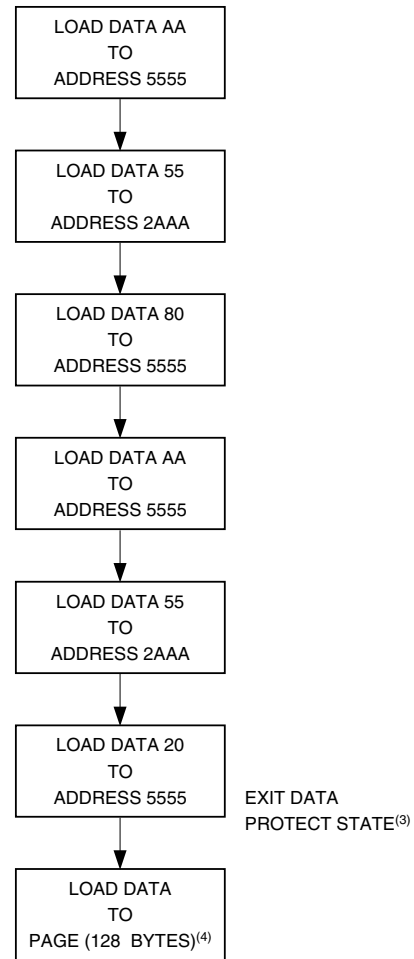 LOAD DATA AA
TO
ADDRESS 5555
LOAD DATA 55
TO
ADDRESS 2AAA
LOAD DATA 80
TO
ADDRESS 5555
LOAD DATA AA
TO
ADDRESS 5555
LOAD DATA 55
TO
ADDRESS 2AAA
LOAD DATA 20
TO
ADDRESS 5555
EXIT DATA
PROTECT STATE(3)
LOAD DATA
TO
PAGE (128 BYTES)(4)